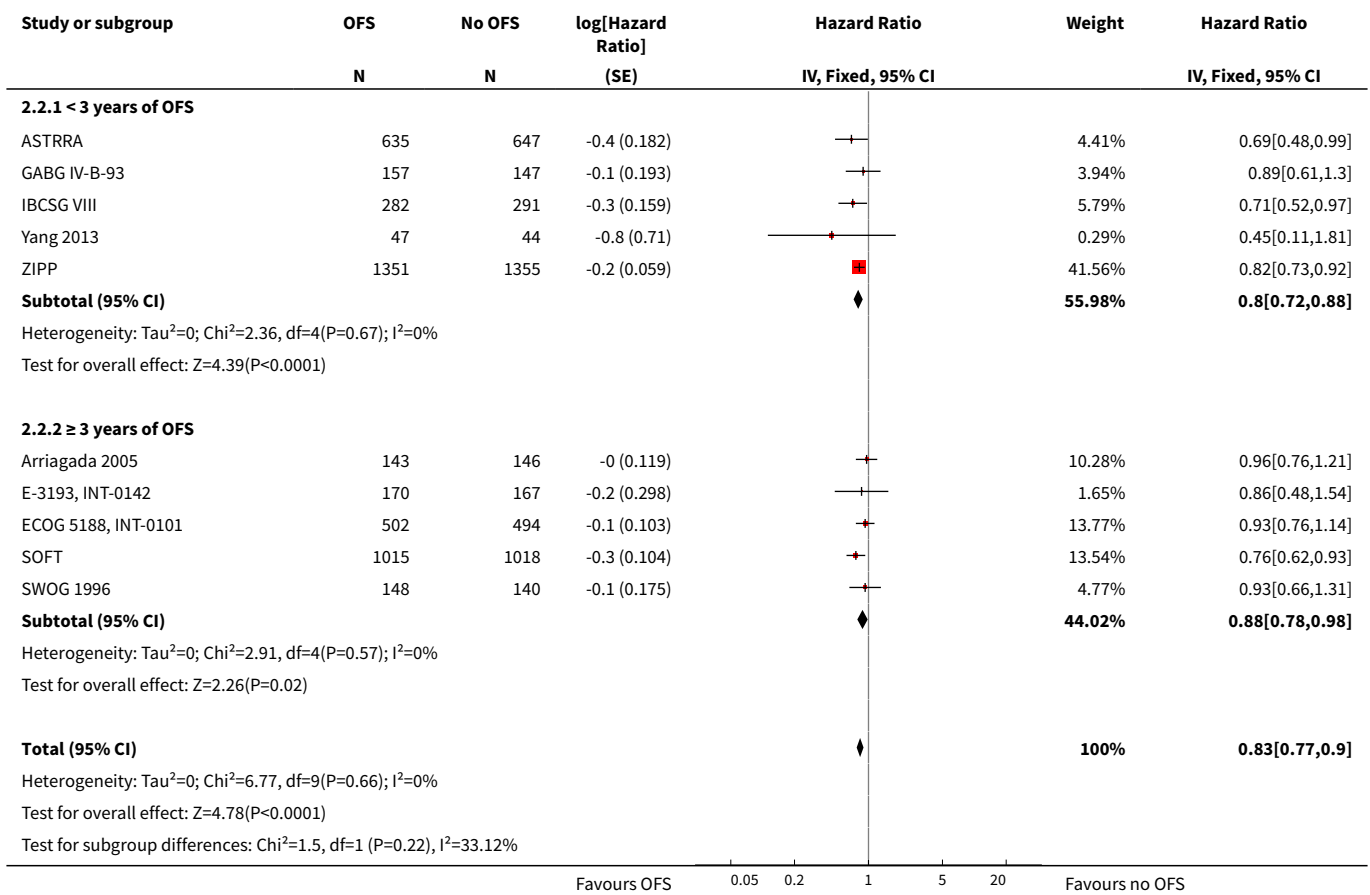 Study or subgroup OFS No OFS log[Hazard Ratio] Hazard Ratio Weight Hazard Ratio
N N (SE) IV, Fixed, 95% CI IV, Fixed, 95% CI
2.2.1 < 3 years of OFS
ASTRRA 635 647 -0.4 (0.182) 4.41% 0.69[0.48,0.99]
GABG IV-B-93 157 147 -0.1 (0.193) 3.94% 0.89[0.61,1.3]
IBCSG VIII 282 291 -0.3 (0.159) 5.79% 0.71[0.52,0.97]
Yang 2013 47 44 -0.8 (0.71) 0.29% 0.45[0.11,1.81]
ZIPP 1351 1355 -0.2 (0.059) 41.56% 0.82[0.73,0.92]
Subtotal (95% CI) 55.98% 0.8[0.72,0.88]
Heterogeneity: Tau²=0; Chi²=2.36, df=4(P=0.67); I²=0%
Test for overall effect: Z=4.39(P<0.0001)
2.2.2 ≥ 3 years of OFS
Arriagada 2005 143 146 -0 (0.119) 10.28% 0.96[0.76,1.21]
E-3193, INT-0142 170 167 -0.2 (0.298) 1.65% 0.86[0.48,1.54]
ECOG 5188, INT-0101 502 494 -0.1 (0.103) 13.77% 0.93[0.76,1.14]
SOFT 1015 1018 -0.3 (0.104) 13.54% 0.76[0.62,0.93]
SWOG 1996 148 140 -0.1 (0.175) 4.77% 0.93[0.66,1.31]
Subtotal (95% CI) 44.02% 0.88[0.78,0.98]
Heterogeneity: Tau²=0; Chi²=2.91, df=4(P=0.57); I²=0%
Test for overall effect: Z=2.26(P=0.02)
Total (95% CI) 100% 0.83[0.77,0.9]
Heterogeneity: Tau²=0; Chi²=6.77, df=9(P=0.66); I²=0%
Test for overall effect: Z=4.78(P<0.0001)
Test for subgroup differences: Chi²=1.5, df=1 (P=0.22), I²=33.12%
Favours OFS 0.05 0.2 1 5 20 Favours no OFS